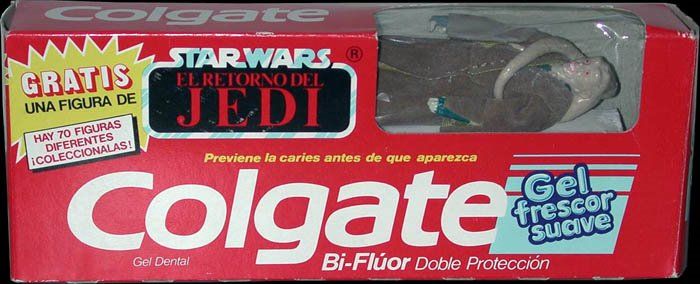 GRATIS
UNA FIGURA DE
HAY 70 FIGURAS
DIFERENTES
¡COLECCIONALAS!
STAR WARS ®
EL RETORNO DEL
JEDI
Previene la caries antes de que aparezca
Colgate
Gel
frescor
suave
Gel Dental
Bi-Flúor Doble Protección